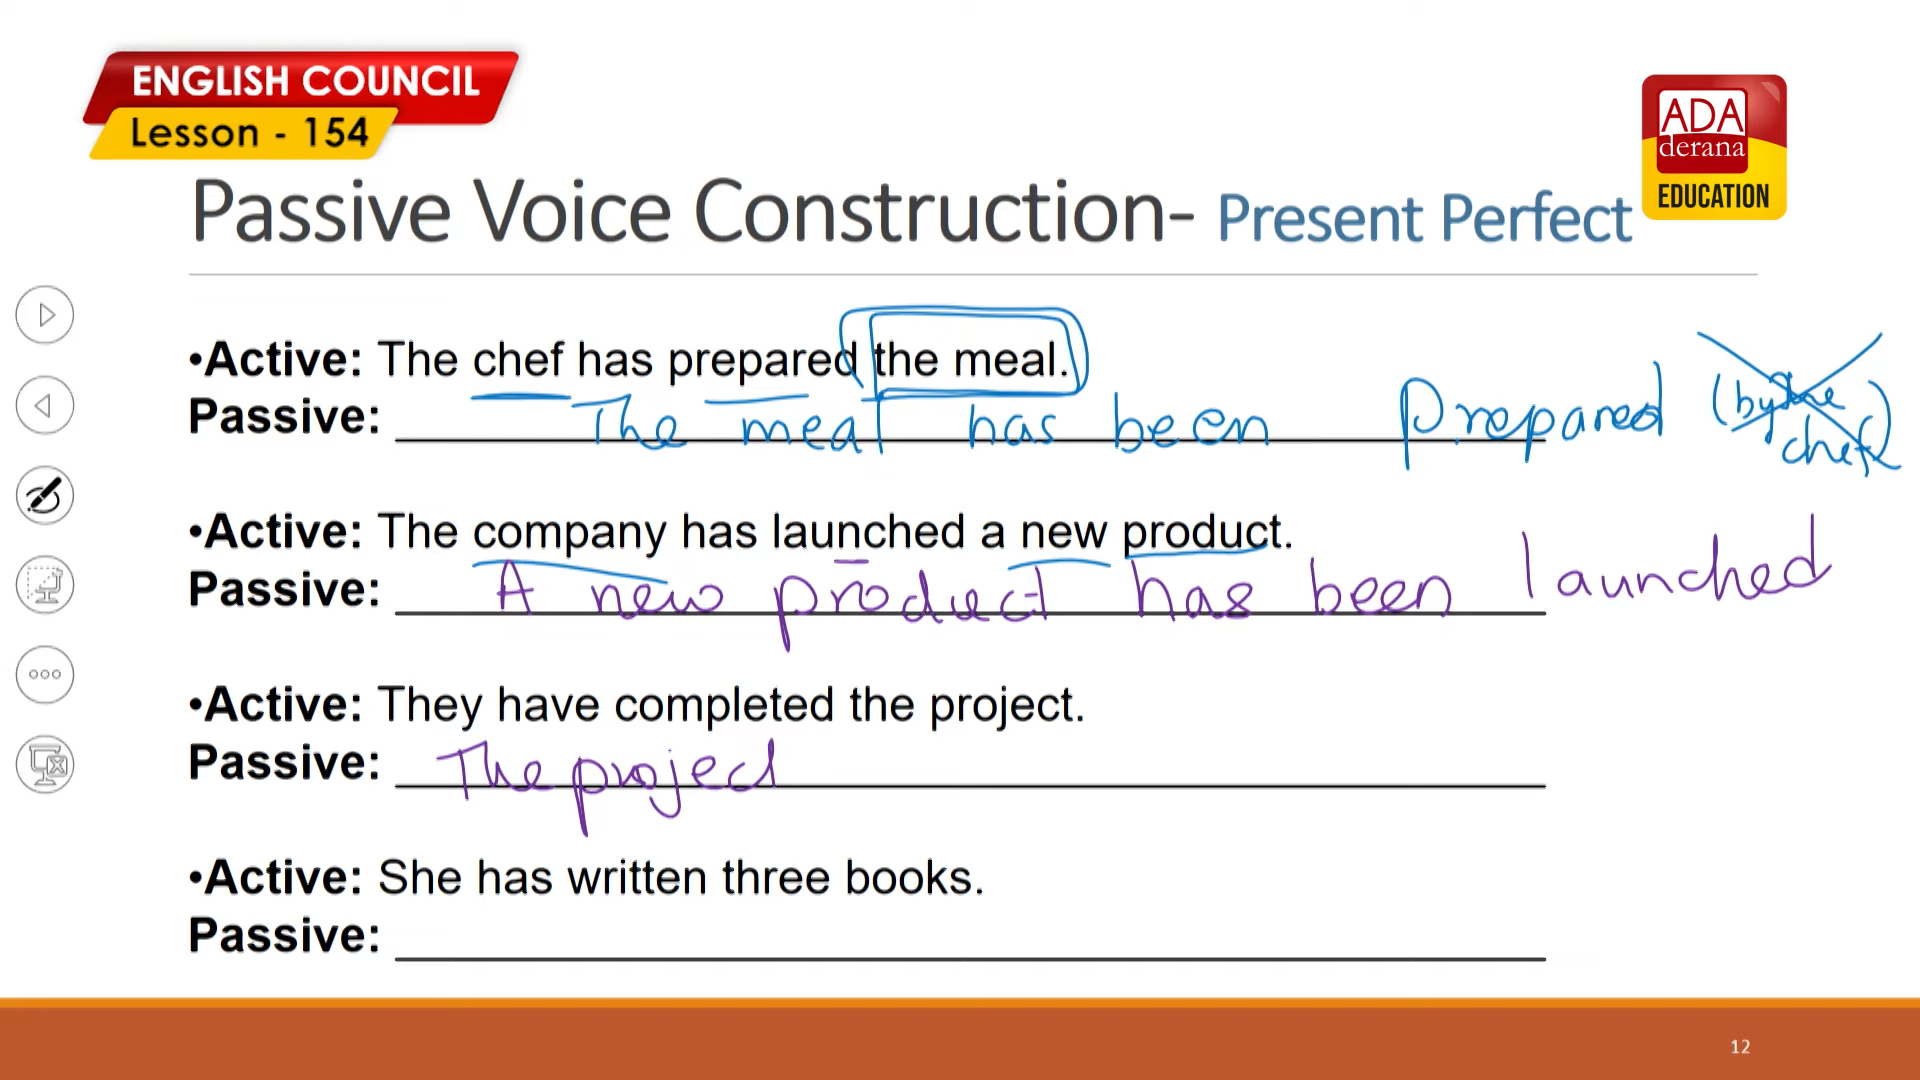 ENGLISH COUNCIL
Lesson - 154
ADA
derana
EDUCATION
Passive Voice Construction- Present Perfect
•Active: The chef has prepared the meal.
Passive: The meal has been prepared (by the
chef)
•Active: The company has launched a new product.
Passive: A new product has been launched
•Active: They have completed the project.
Passive: The project
•Active: She has written three books.
Passive:
12